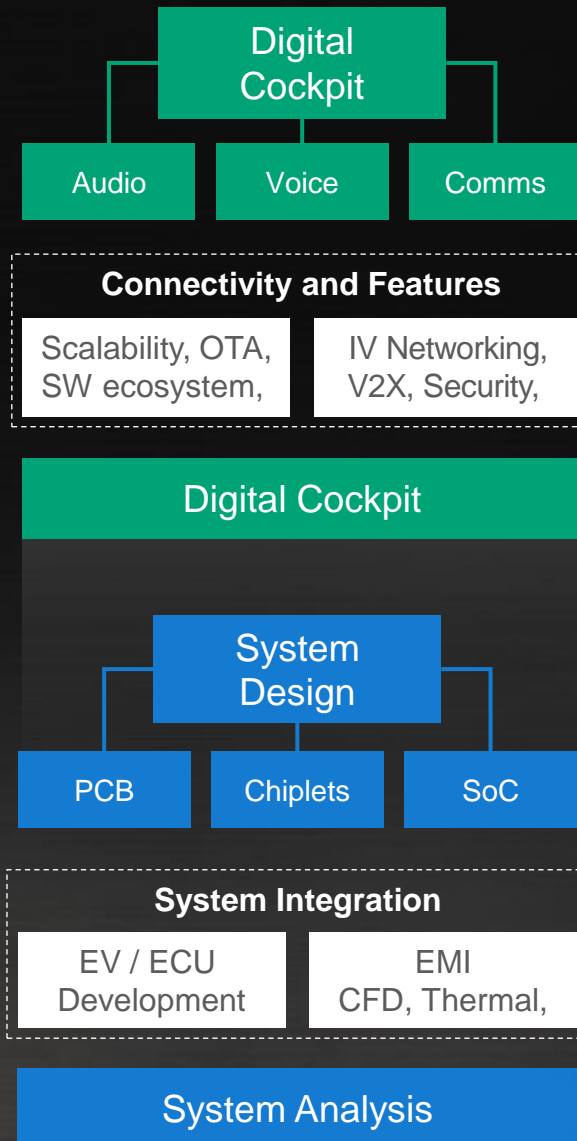 Digital
Cockpit
Audio
Voice
Comms
Connectivity and Features
Scalability, OTA,
SW ecosystem,
IV Networking,
V2X, Security,
Digital Cockpit
System
Design
PCB
Chiplets
SoC
System Integration
EV / ECU
Development
EMI
CFD, Thermal,
System Analysis